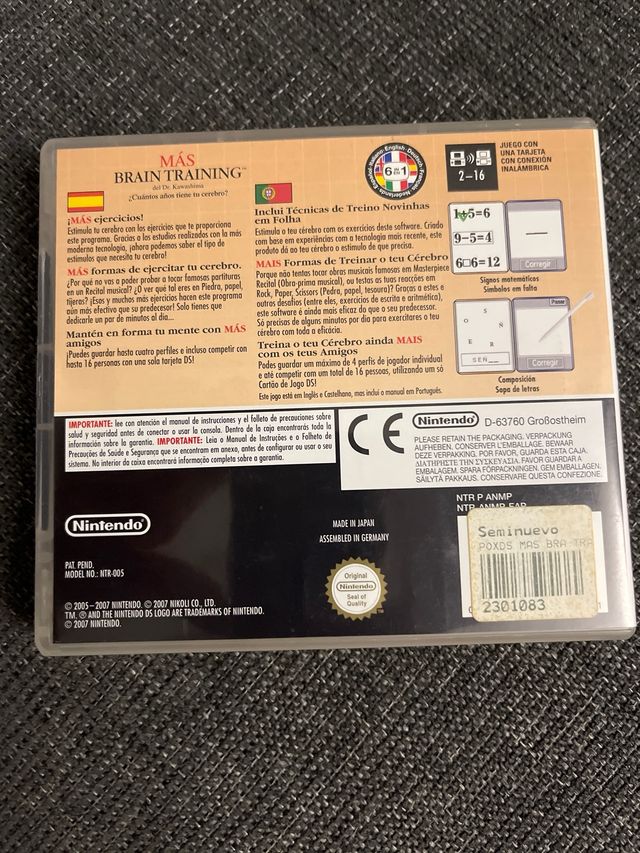 MÁS
BRAIN TRAINING™
del Dr. Kawashima
¿Cuántos años tiene tu cerebro?
¡MÁS ejercicios!
Estimula tu cerebro con los ejercicios que te proporciona
este programa. Gracias a los estudios realizados con la más
moderna tecnología, ¡ahora podemos saber el tipo de
estímulos que necesita tu cerebro!
MÁS formas de ejercitar tu cerebro.
¿Por qué no vas a poder probar a tocar famosas partituras
en un Recital musical? ¿O ver qué tal eres en Piedra, papel,
tijeras? ¡Esos y muchos más ejercicios hacen este programa
aún más efectivo que su predecesor! Solo tienes que
dedicarle un par de minutos al día...
Mantén en forma tu mente con MÁS
amigos
¡Puedes guardar hasta cuatro perfiles e incluso competir con
hasta 16 personas con una sola tarjeta DS!
Inclui Técnicas de Treino Novinhas
em Folha
Estimula o teu cérebro com os exercícios deste software. Criado
com base em experiências com a tecnologia mais recente, este
produto dá ao teu cérebro o estímulo de que precisa.
MAIS Formas de Treinar o teu Cérebro
Porque não tentas tocar obras musicais famosas em Masterpiece
Recital (Obra-prima musical), ou testas as tuas reacções em
Rock, Paper, Scissors (Pedra, papel, tesoura)? Graças a estes e
outros desafios (entre eles, exercícios de escrita e aritmética),
este software é ainda mais eficaz do que o seu predecessor.
Só precisas de alguns minutos por dia para exercitares o teu
cérebro com toda a eficácia.
Treina o teu Cérebro ainda MAIS
com os teus Amigos
Podes guardar um máximo de 4 perfis de jogador individual
e até competir com um total de 16 pessoas, utilizando um só
Cartão de Jogo DS!
Este jogo está em Inglês e Castelhano, mas inclui o manual em Português.
English Deutsch Français Nederlands Español Italiano
6 in 1
2–16
JUEGO CON
UNA TARJETA
CON CONEXIÓN
INALÁMBRICA
1+5=6
9−5=4
6□6=12
Corregir
Signos matemáticos
Símbolos em falta
O S Ñ E R
SEÑ
Parar
Corregir
Composición
Sopa de letras
IMPORTANTE: lee con atención el manual de instrucciones y el folleto de precauciones sobre
salud y seguridad antes de conectar o usar la consola. Dentro de la caja encontrarás toda la
información sobre la garantía. IMPORTANTE: Leia o Manual de Instruções e o Folheto de
Precauções de Saúde e Segurança que se encontram em anexo, antes de configurar ou usar o seu
sistema. No interior da caixa encontrará informação completa sobre a garantia.
CE
Nintendo® D-63760 Großostheim
PLEASE RETAIN THE PACKAGING. VERPACKUNG
AUFHEBEN. CONSERVER L'EMBALLAGE. BEWAAR
DEZE VERPAKKING. POR FAVOR, GUARDA ESTA CAJA.
ΔΙΑΤΗΡΗΣΤΕ ΤΗΝ ΣΥΣΚΕΥΑΣΙΑ. FAVOR GUARDAR A
EMBALAGEM. SPARA FÖRPACKNINGEN. GEM EMBALLAGEN.
SÄILYTÄ PAKKAUS. CONSERVARE QUESTA CONFEZIONE.
NTR P ANMP
NTR-ANMP-EAP
Nintendo®
MADE IN JAPAN
ASSEMBLED IN GERMANY
PAT. PEND.
MODEL NO.: NTR-005
Original
Nintendo
Seal of
Quality
© 2005–2007 NINTENDO. © 2007 NIKOLI CO., LTD.
TM, ® AND THE NINTENDO DS LOGO ARE TRADEMARKS OF NINTENDO.
© 2007 NINTENDO.
Seminuevo
POXDS MAS BRA TRA
2301083